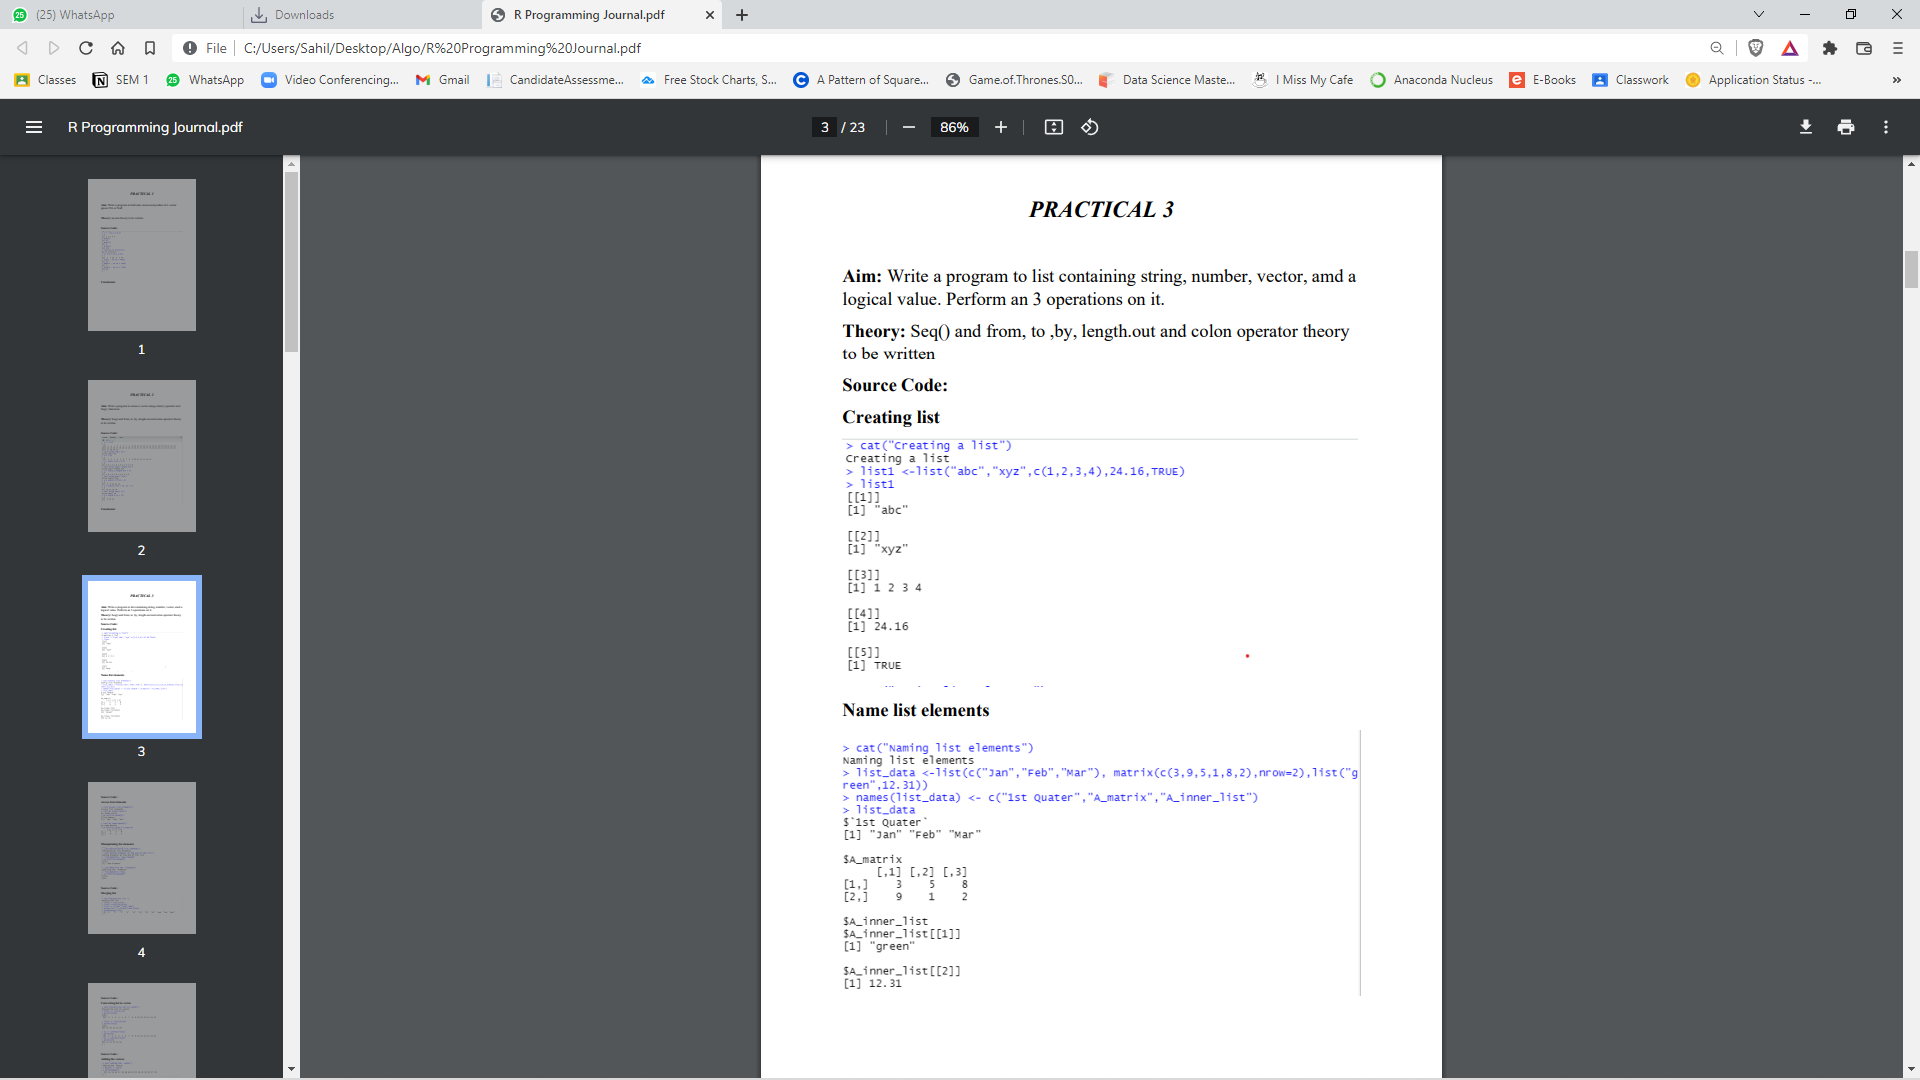 (25) WhatsApp
Downloads
R Programming Journal.pdf
File
C:/Users/Sahil/Desktop/Algo/R%20Programming%20Journal.pdf
Classes
SEM 1
WhatsApp
Video Conferencing...
Gmail
CandidateAssessme...
Free Stock Charts, S...
A Pattern of Square...
Game.of.Thrones.S0...
Data Science Maste...
I Miss My Cafe
Anaconda Nucleus
E-Books
Classwork
Application Status -...
»
R Programming Journal.pdf
3 / 23
86%
1
2
3
4
PRACTICAL 3
Aim: Write a program to list containing string, number, vector, amd a
logical value. Perform an 3 operations on it.
Theory: Seq() and from, to ,by, length.out and colon operator theory
to be written
Source Code:
Creating list
> cat("Creating a list")
Creating a list
> list1 <-list("abc","xyz",c(1,2,3,4),24.16,TRUE)
> list1
[[1]]
[1] "abc"
[[2]]
[1] "xyz"
[[3]]
[1] 1 2 3 4
[[4]]
[1] 24.16
[[5]]
[1] TRUE
Name list elements
> cat("Naming list elements")
Naming list elements
> list_data <-list(c("Jan","Feb","Mar"), matrix(c(3,9,5,1,8,2),nrow=2),list("g
reen",12.31))
> names(list_data) <- c("1st Quater","A_matrix","A_inner_list")
> list_data
$`1st Quater`
[1] "Jan" "Feb" "Mar"
$A_matrix
[,1] [,2] [,3]
[1,] 3 5 8
[2,] 9 1 2
$A_inner_list
$A_inner_list[[1]]
[1] "green"
$A_inner_list[[2]]
[1] 12.31